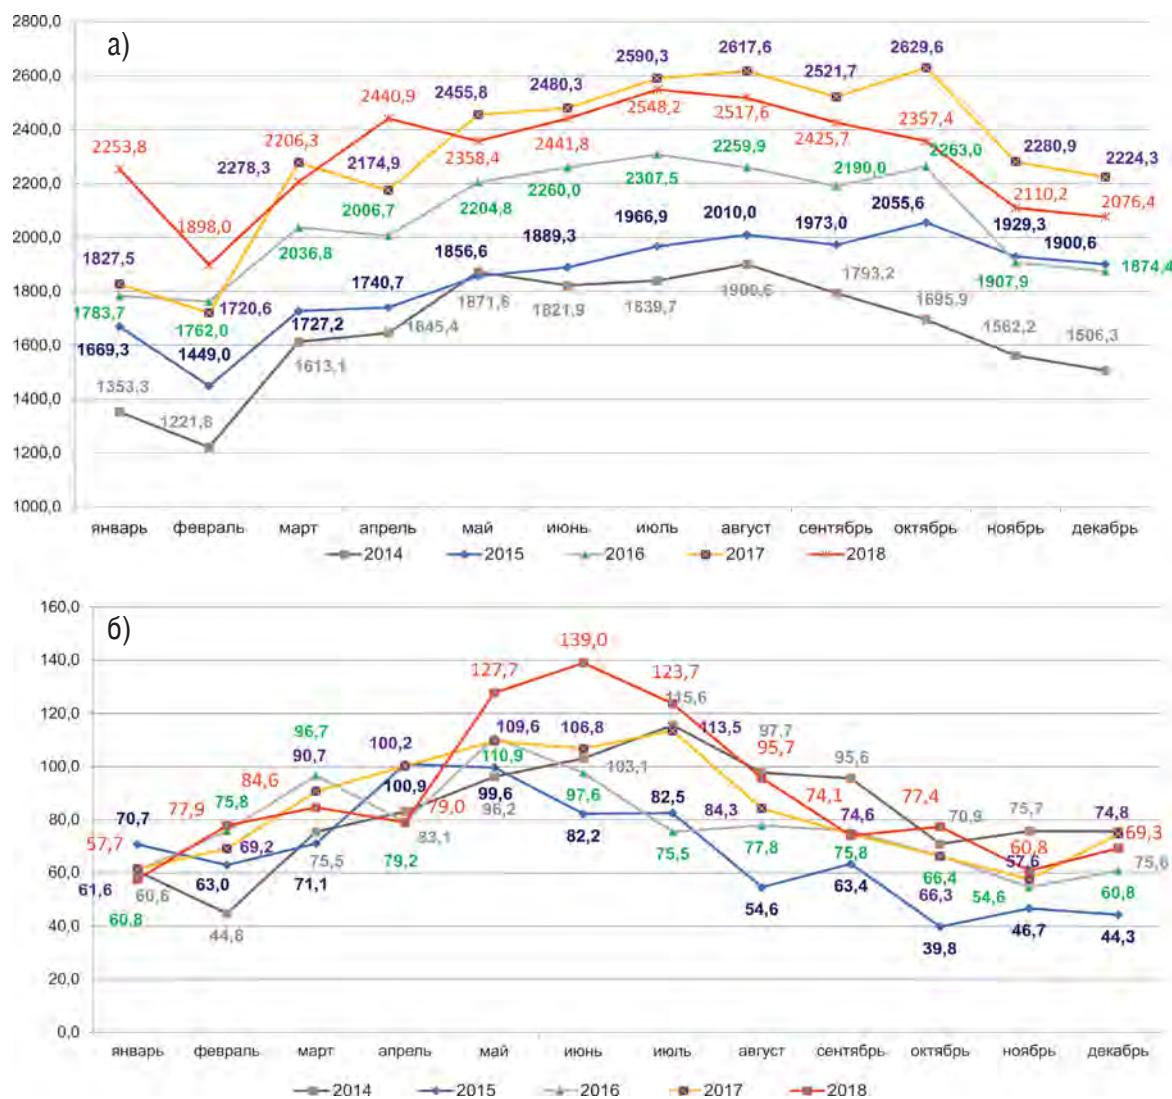 2800,0
а)
2590,3 2617,6 2629,6
2600,0
2455,8 2480,3 2521,7
2440,9
2548,2 2517,6 2357,4
2400,0
2253,8 2206,3 2358,4 2441,8 2425,7
2278,3 2174,9 2259,9 2263,0 2280,9 2224,3
2200,0
2006,7 2204,8 2260,0 2307,5 2190,0 2110,2 2076,4
1898,0 1966,9 2010,0 1973,0 2055,6 1929,3
2000,0
1827,5 2036,8 1856,6 1889,3 1900,6
1740,7 1793,2 1874,4
1800,0
1783,7 1762,0 1720,6 1871,6 1821,9 1839,7 1900,6 1695,9 1907,9
1669,3 1449,0 1727,2 1645,4 1562,2 1506,3
1600,0
1613,1
1353,3
1400,0
1221,8
1200,0
1000,0
январь февраль март апрель май июнь июль август сентябрь октябрь ноябрь декабрь
2014 2015 2016 2017 2018
160,0
б)
139,0
140,0
127,7 123,7
115,6
120,0
96,7 109,6 106,8 113,5 97,7
90,7 100,2 110,9 95,7 95,6
100,0
84,6 100,9 99,6 97,6 103,1
77,9 75,8 79,0 96,2 82,5 84,3 74,1 74,6 77,4 70,9 75,7 74,8
70,7
80,0
57,7 69,2 75,5 83,1 82,2 60,8 69,3
71,1 79,2 75,5 77,8 75,8 57,6 75,6
60,0
61,6 60,6 63,0 54,6 63,4 66,4 54,6 60,8
60,8 44,8 66,3
40,0
39,8 46,7 44,3
20,0
0,0
январь февраль март апрель май июнь июль август сентябрь октябрь ноябрь декабрь
2014 2015 2016 2017 2018